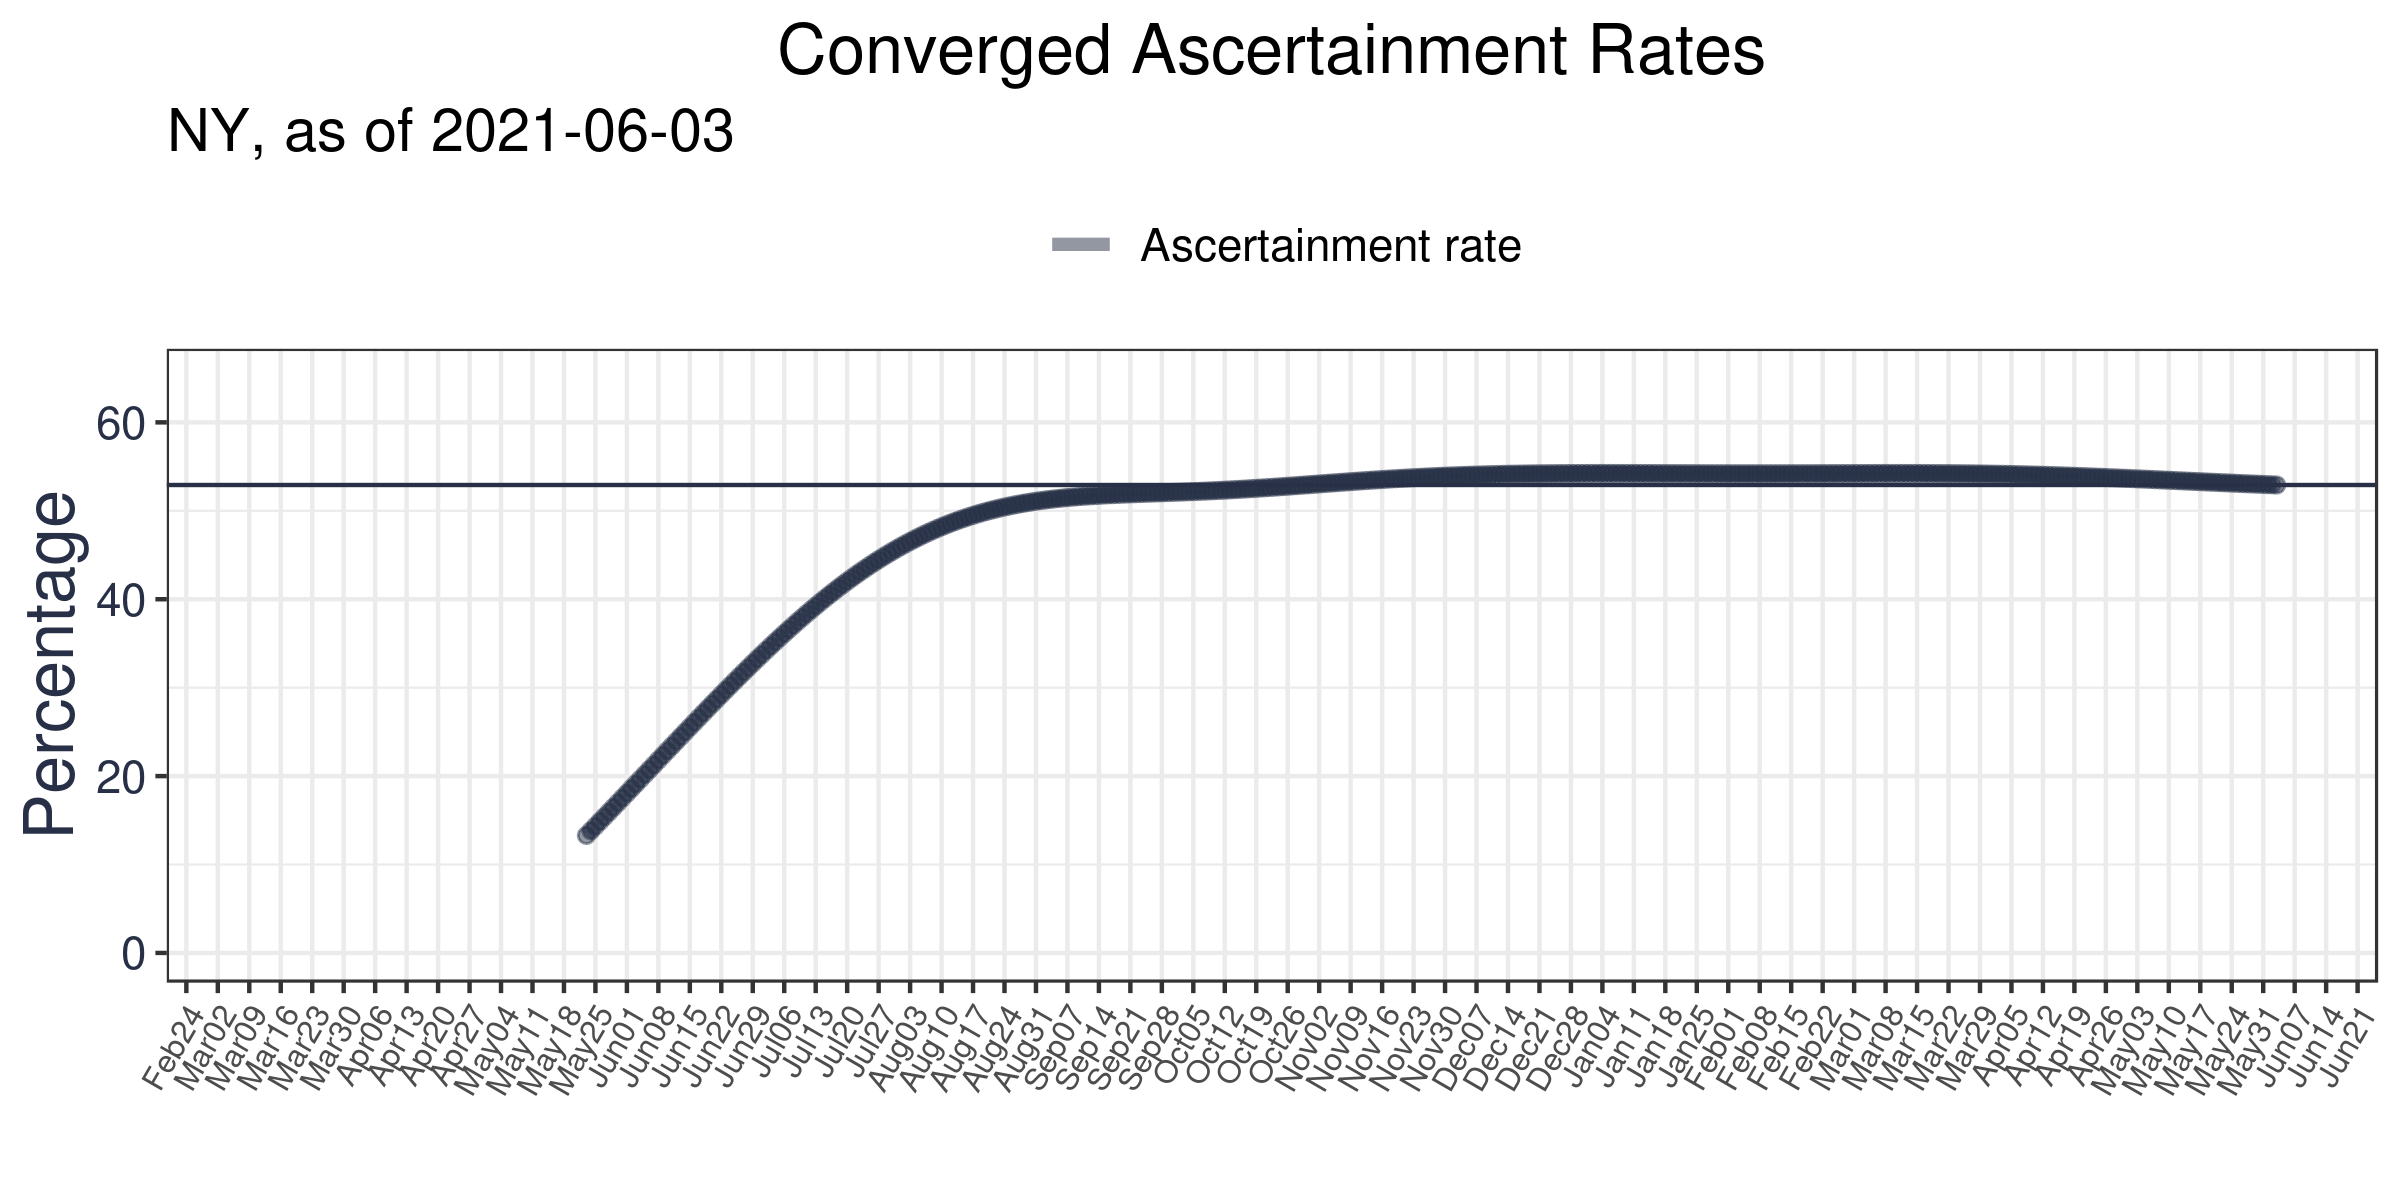 Converged Ascertainment Rates
NY, as of 2021-06-03
Ascertainment rate
Percentage
60
40
20
0
Feb24
Mar02
Mar09
Mar16
Mar23
Mar30
Apr06
Apr13
Apr20
Apr27
May04
May11
May18
May25
Jun01
Jun08
Jun15
Jun22
Jun29
Jul06
Jul13
Jul20
Jul27
Aug03
Aug10
Aug17
Aug24
Aug31
Sep07
Sep14
Sep21
Sep28
Oct05
Oct12
Oct19
Oct26
Nov02
Nov09
Nov16
Nov23
Nov30
Dec07
Dec14
Dec21
Dec28
Jan04
Jan11
Jan18
Jan25
Feb01
Feb08
Feb15
Feb22
Mar01
Mar08
Mar15
Mar22
Mar29
Apr05
Apr12
Apr19
Apr26
May03
May10
May17
May24
May31
Jun07
Jun14
Jun21